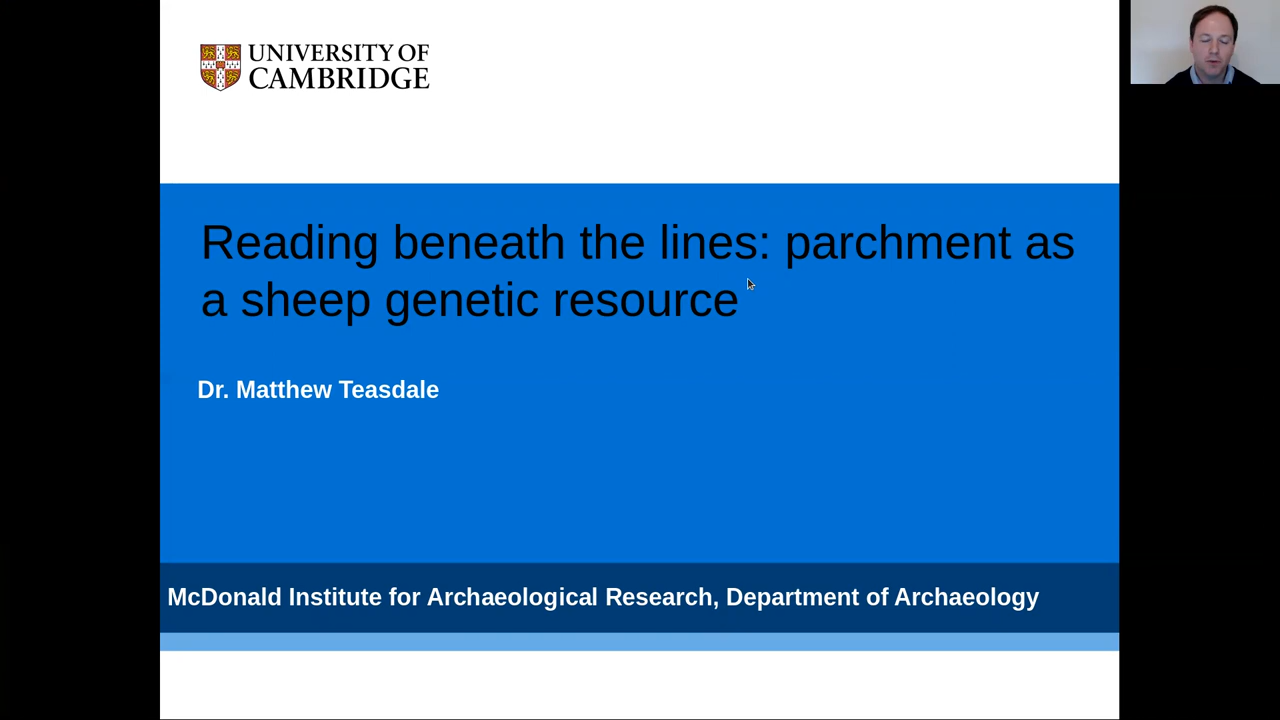 UNIVERSITY OF
CAMBRIDGE
Reading beneath the lines: parchment as
a sheep genetic resource
Dr. Matthew Teasdale
McDonald Institute for Archaeological Research, Department of Archaeology